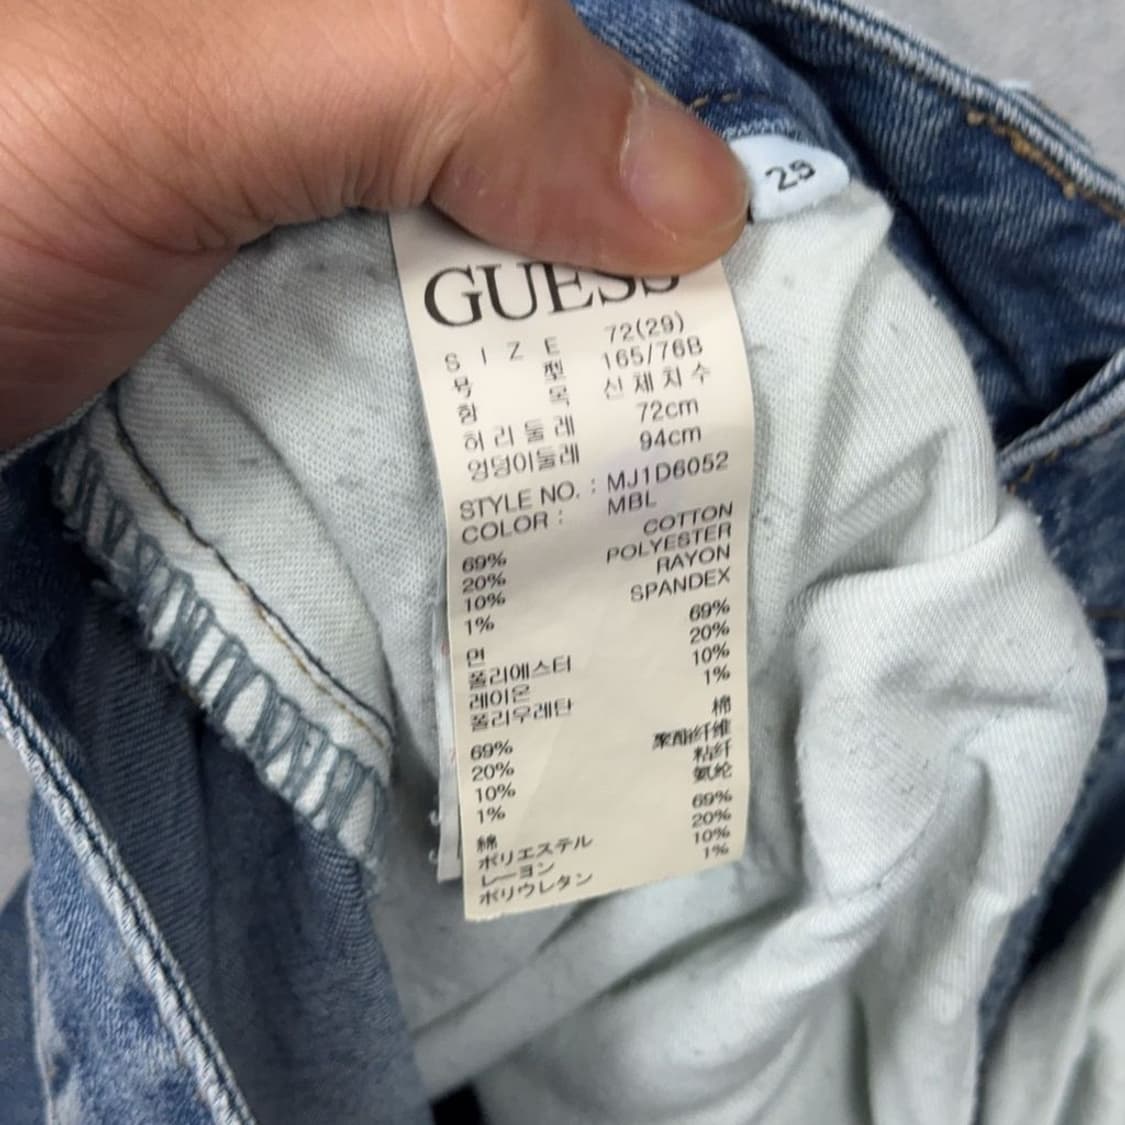 29
GUESS
SIZE 72(29)
号型 165/76B
항목 신체치수
허리둘레 72cm
엉덩이둘레 94cm
STYLE NO. : MJ1D6052
COLOR : MBL
69% COTTON
20% POLYESTER
10% RAYON
1% SPANDEX
면 69%
폴리에스터 20%
레이온 10%
폴리우레탄 1%
69% 棉
20% 聚酯纤维
10% 粘纤
1% 氨纶
綿 69%
ポリエステル 20%
レーヨン 10%
ポリウレタン 1%